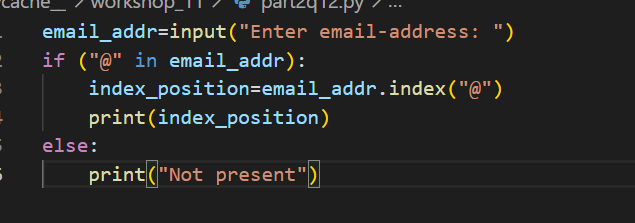 workshop_11 / part2q12.py / ...
email_addr=input("Enter email-address: ")
if ("@" in email_addr):
    index_position=email_addr.index("@")
    print(index_position)
else:
    print("Not present")